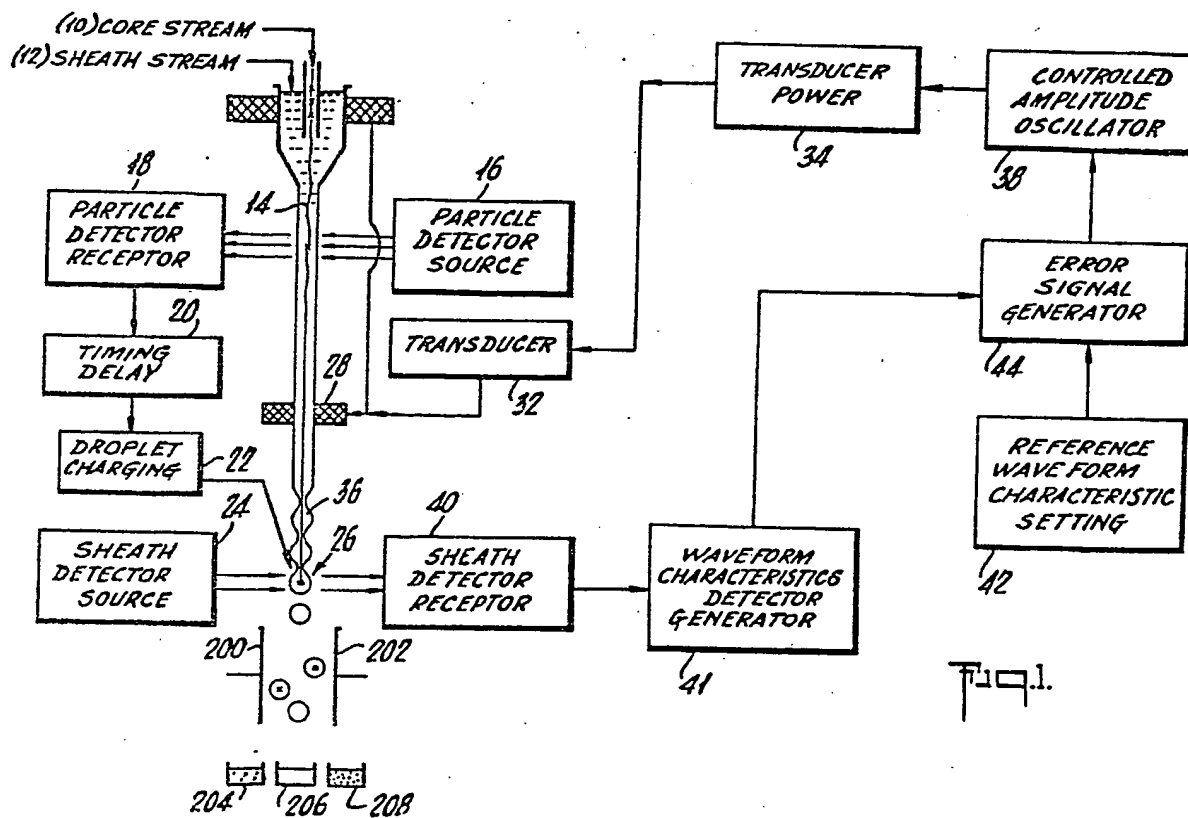 (10) CORE STREAM
(12) SHEATH STREAM
18
PARTICLE
DETECTOR
RECEPTOR
14
16
PARTICLE
DETECTOR
SOURCE
TRANSDUCER
POWER
34
CONTROLLED
AMPLITUDE
OSCILLATOR
38
20
TIMING
DELAY
TRANSDUCER
32
28
ERROR
SIGNAL
GENERATOR
44
DROPLET
CHARGING
22
36
REFERENCE
WAVE FORM
CHARACTERISTIC
SETTING
42
24
SHEATH
DETECTOR
SOURCE
26
40
SHEATH
DETECTOR
RECEPTOR
WAVEFORM
CHARACTERISTICS
DETECTOR
GENERATOR
41
200
202
204
206
208
Fig.1.